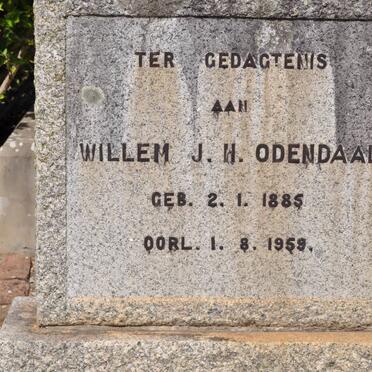 TER GEDAGTENIS
AAN
WILLEM J. H. ODENDAAL
GEB. 2. 1. 1885
OORL. 1. 8. 1959.